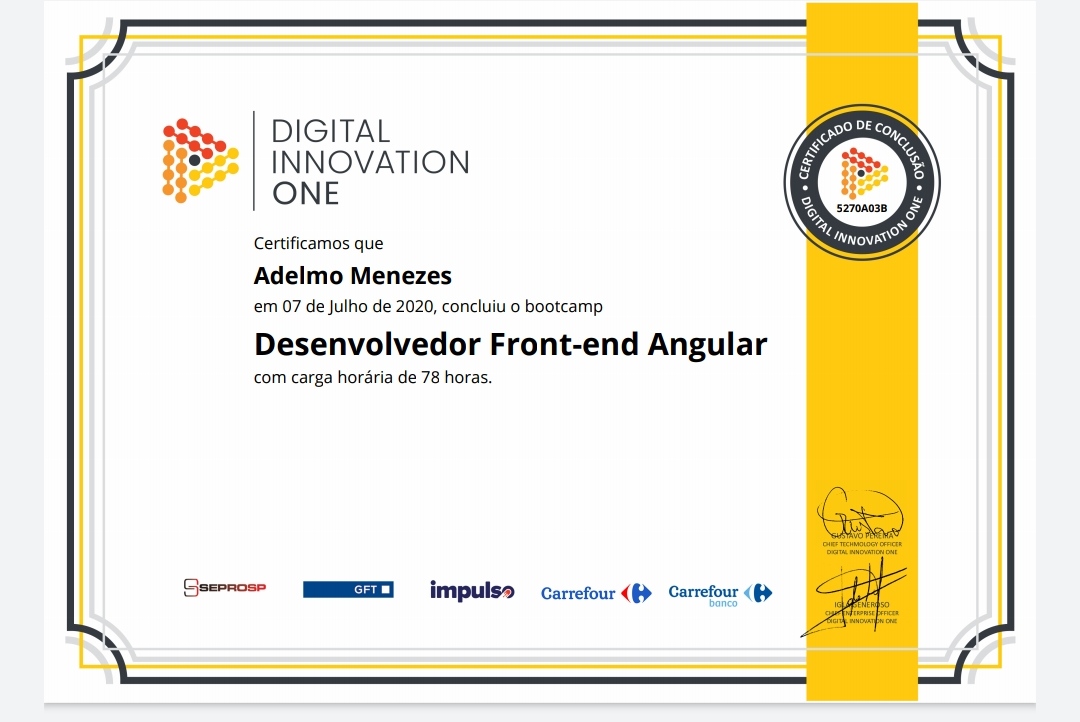 DIGITAL
INNOVATION
ONE
CERTIFICADO DE CONCLUSÃO
5270A03B
DIGITAL INNOVATION ONE
Certificamos que
Adelmo Menezes
em 07 de Julho de 2020, concluiu o bootcamp
Desenvolvedor Front-end Angular
com carga horária de 78 horas.
GUSTAVO PEREIRA
CHIEF TECHMOLOGY OFFICER
DIGITAL INNOVATION ONE
GENEROSO
CHIEF ENTERPRISE OFFICER
DIGITAL INNOVATION ONE
SEPROSP
GFT
impulso
Carrefour
Carrefour
banco